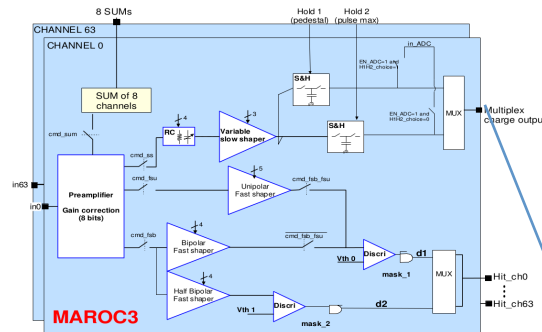 8 SUMs
Hold 1
(pedestal)
Hold 2
(pulse max)
CHANNEL 63
CHANNEL 0
in_ADC
EN_ADC=1 and
H1H2_choice=1
S&H
SUM of 8
channels
4
3
RC
Variable
slow shaper
S&H
EN_ADC=1 and
H1H2_choice=0
MUX
Multiplex
charge output
cmd_sum
cmd_ss
in63
in0
Preamplifier
Gain correction
(8 bits)
cmd_fsu
5
Unipolar
Fast shaper
cmd_fsb_fsu
cmd_fsb
4
Bipolar
Fast shaper
cmd_fsb_fsu
Vth 0
Discri
d1
mask_1
MUX
Hit_ch0
Hit_ch63
4
Half Bipolar
Fast shaper
Vth 1
Discri
d2
mask_2
MAROC3